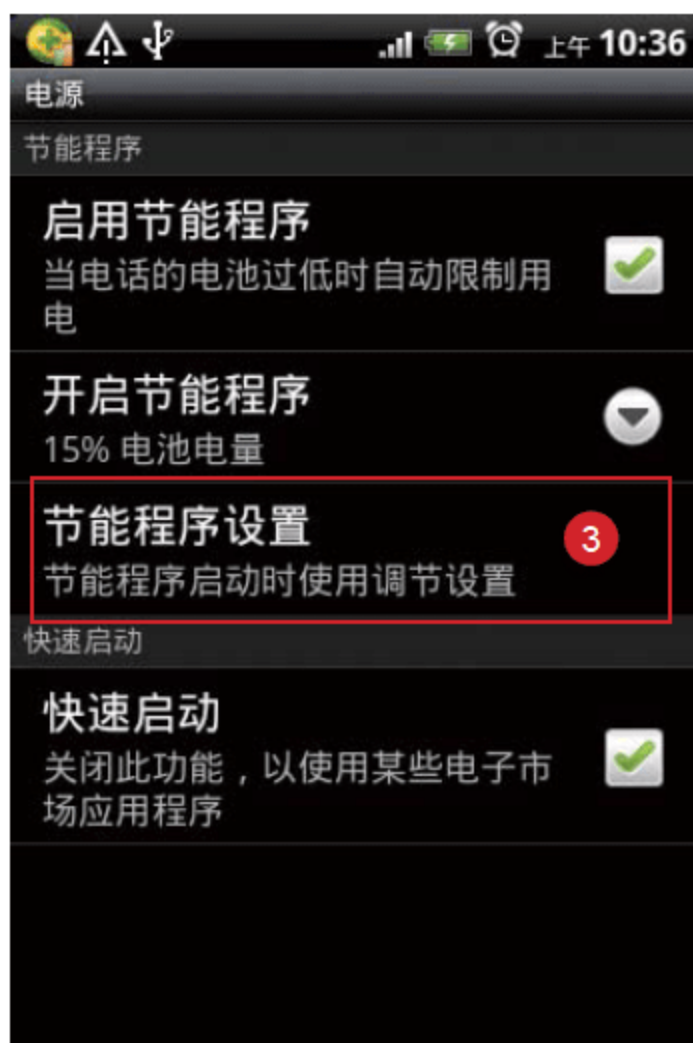 上午 10:36
电源
节能程序
启用节能程序
当电话的电池过低时自动限制用
电
开启节能程序
15% 电池电量
节能程序设置
3
节能程序启动时使用调节设置
快速启动
快速启动
关闭此功能，以使用某些电子市
场应用程序